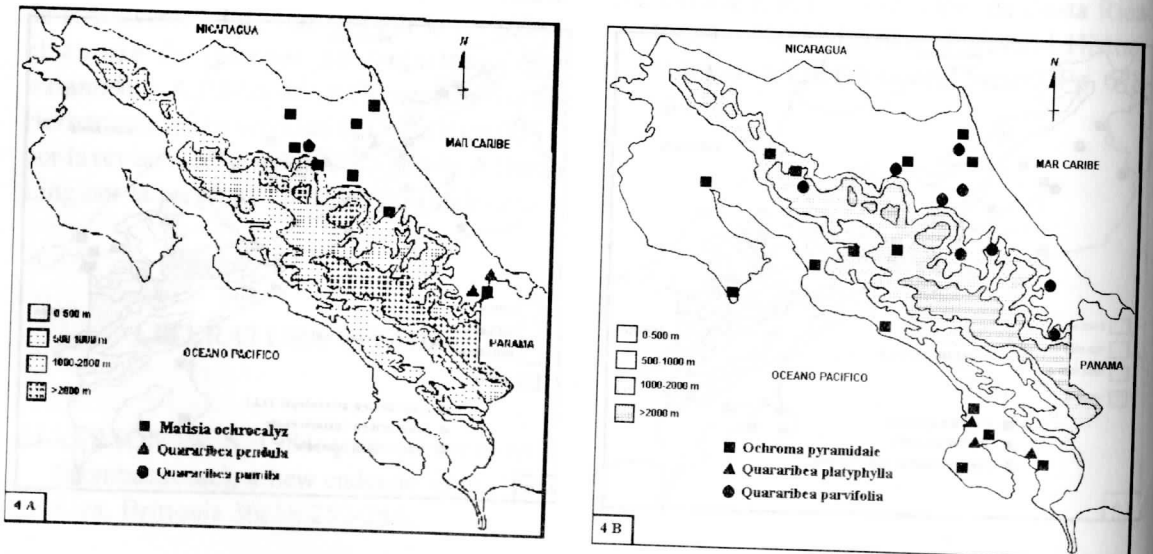 NICARAGUA
N
MAR CARIBE
0-500 m
500-1000 m
1000-2000 m
>2000 m
OCEANO PACIFICO
PANAMA
Matisia ochrocalyx
Quararibea pendula
Quararibea pumila
4 A
NICARAGUA
N
MAR CARIBE
0-500 m
500-1000 m
1000-2000 m
>2000 m
OCEANO PACIFICO
PANAMA
Ochroma pyramidale
Quararibea platyphylla
Quararibea parvifolia
4 B